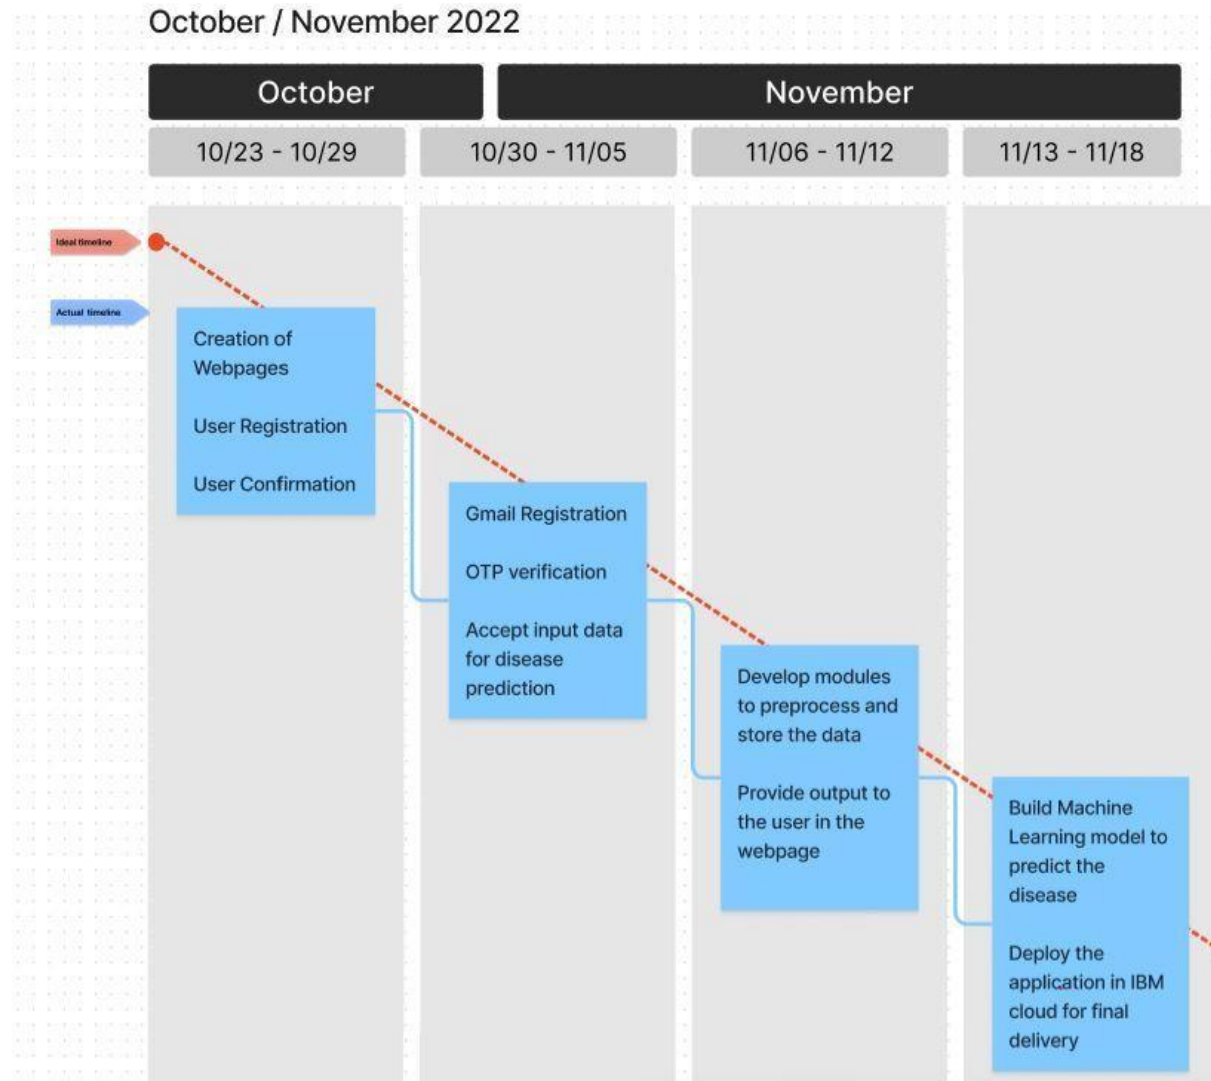 October / November 2022
October
November
10/23 - 10/29
10/30 - 11/05
11/06 - 11/12
11/13 - 11/18
Ideal timeline
Actual timeline
Creation of
Webpages
User Registration
User Confirmation
Gmail Registration
OTP verification
Accept input data
for disease
prediction
Develop modules
to preprocess and
store the data
Provide output to
the user in the
webpage
Build Machine
Learning model to
predict the
disease
Deploy the
application in IBM
cloud for final
delivery